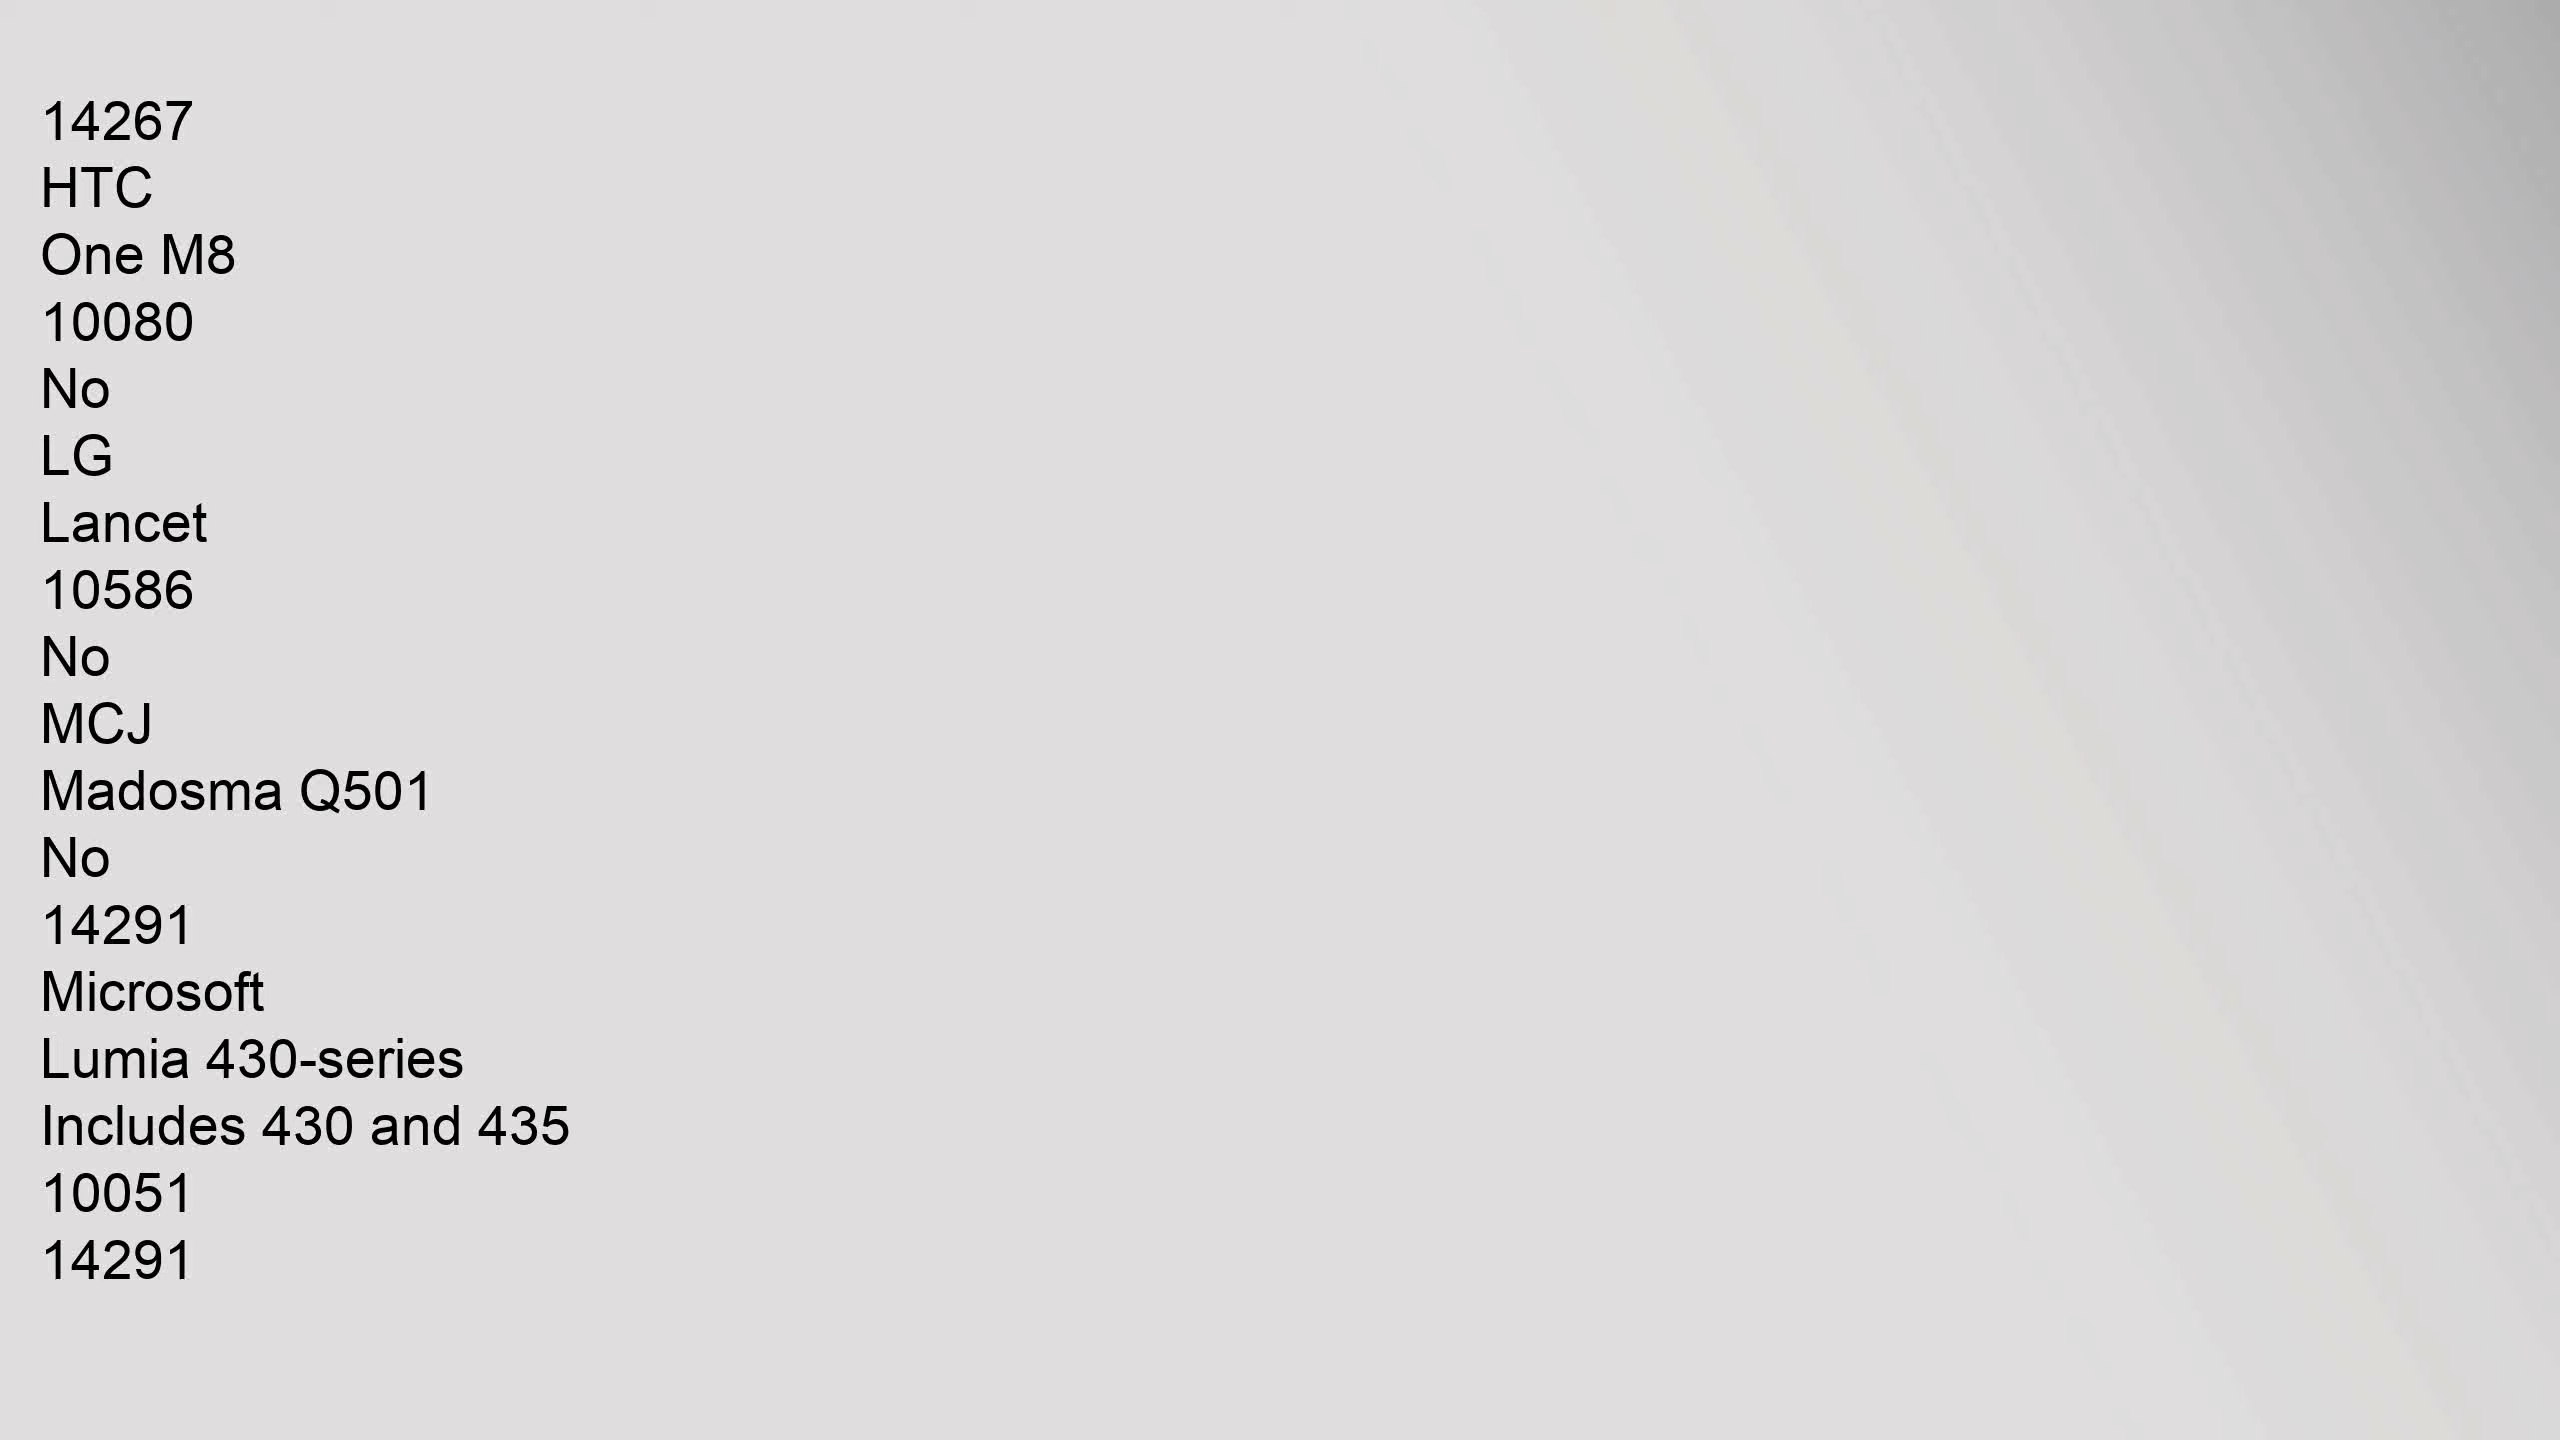 14267
HTC
One M8
10080
No
LG
Lancet
10586
No
MCJ
Madosma Q501
No
14291
Microsoft
Lumia 430-series
Includes 430 and 435
10051
14291